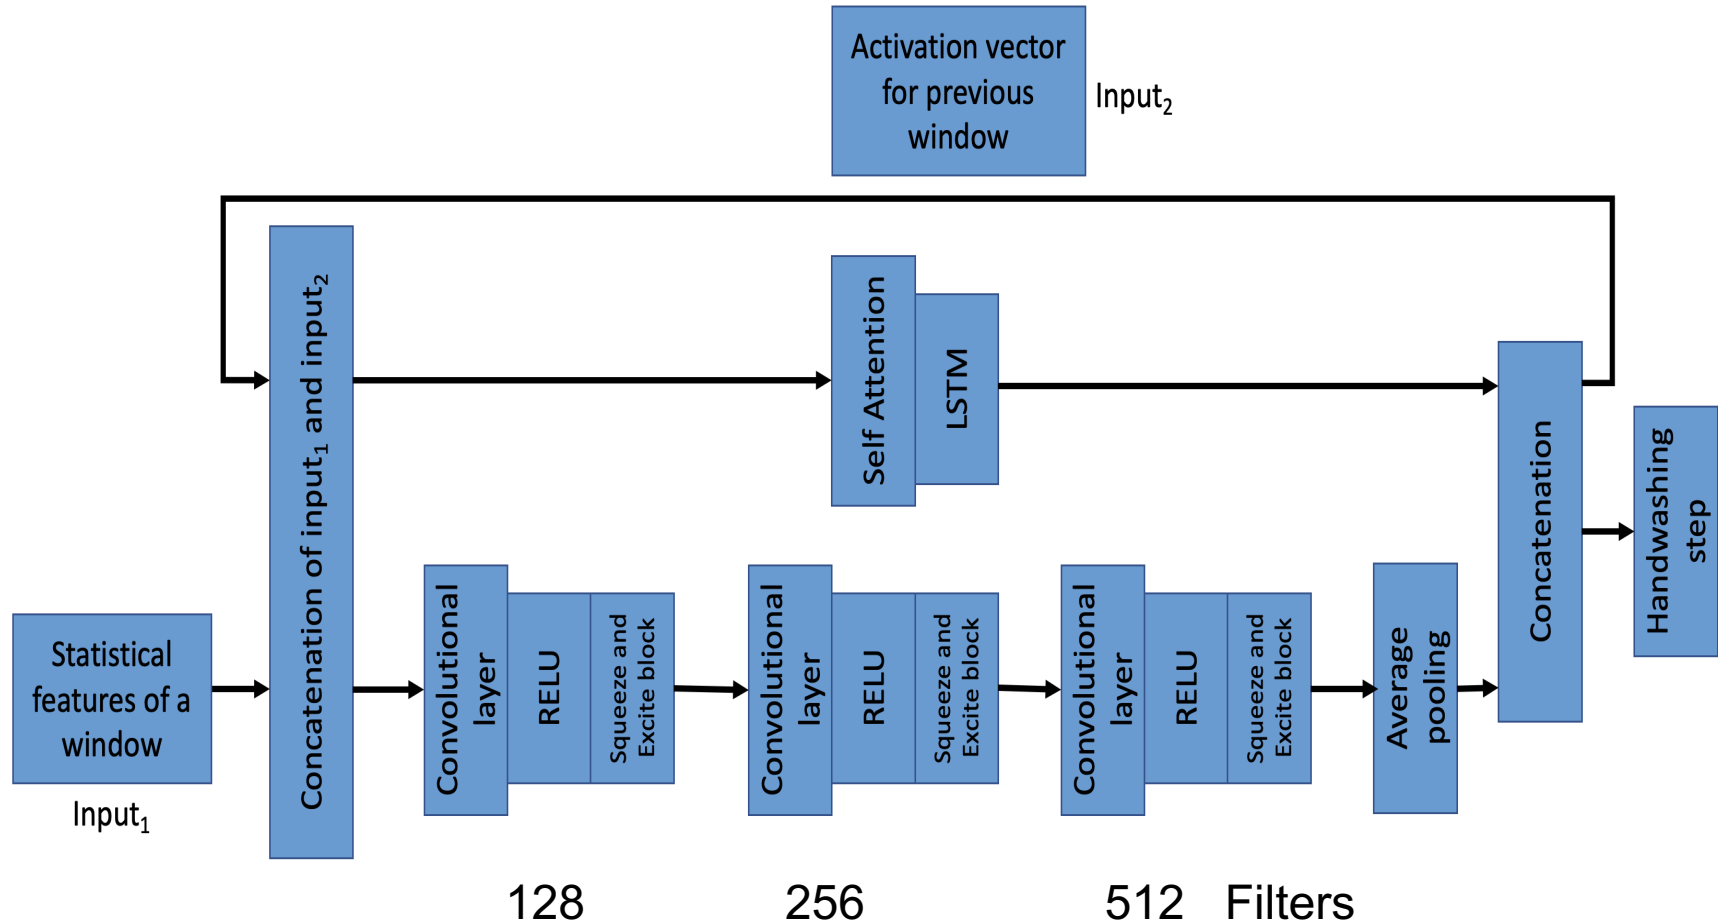 Activation vector
for previous
window
Input₂
Statistical
features of a
window
Input₁
Concatenation of input₁ and input₂
Self Attention
LSTM
Convolutional
layer
RELU
Squeeze and
Excite block
Convolutional
layer
RELU
Squeeze and
Excite block
Convolutional
layer
RELU
Squeeze and
Excite block
Average
pooling
Concatenation
Handwashing
step
128 256 512 Filters